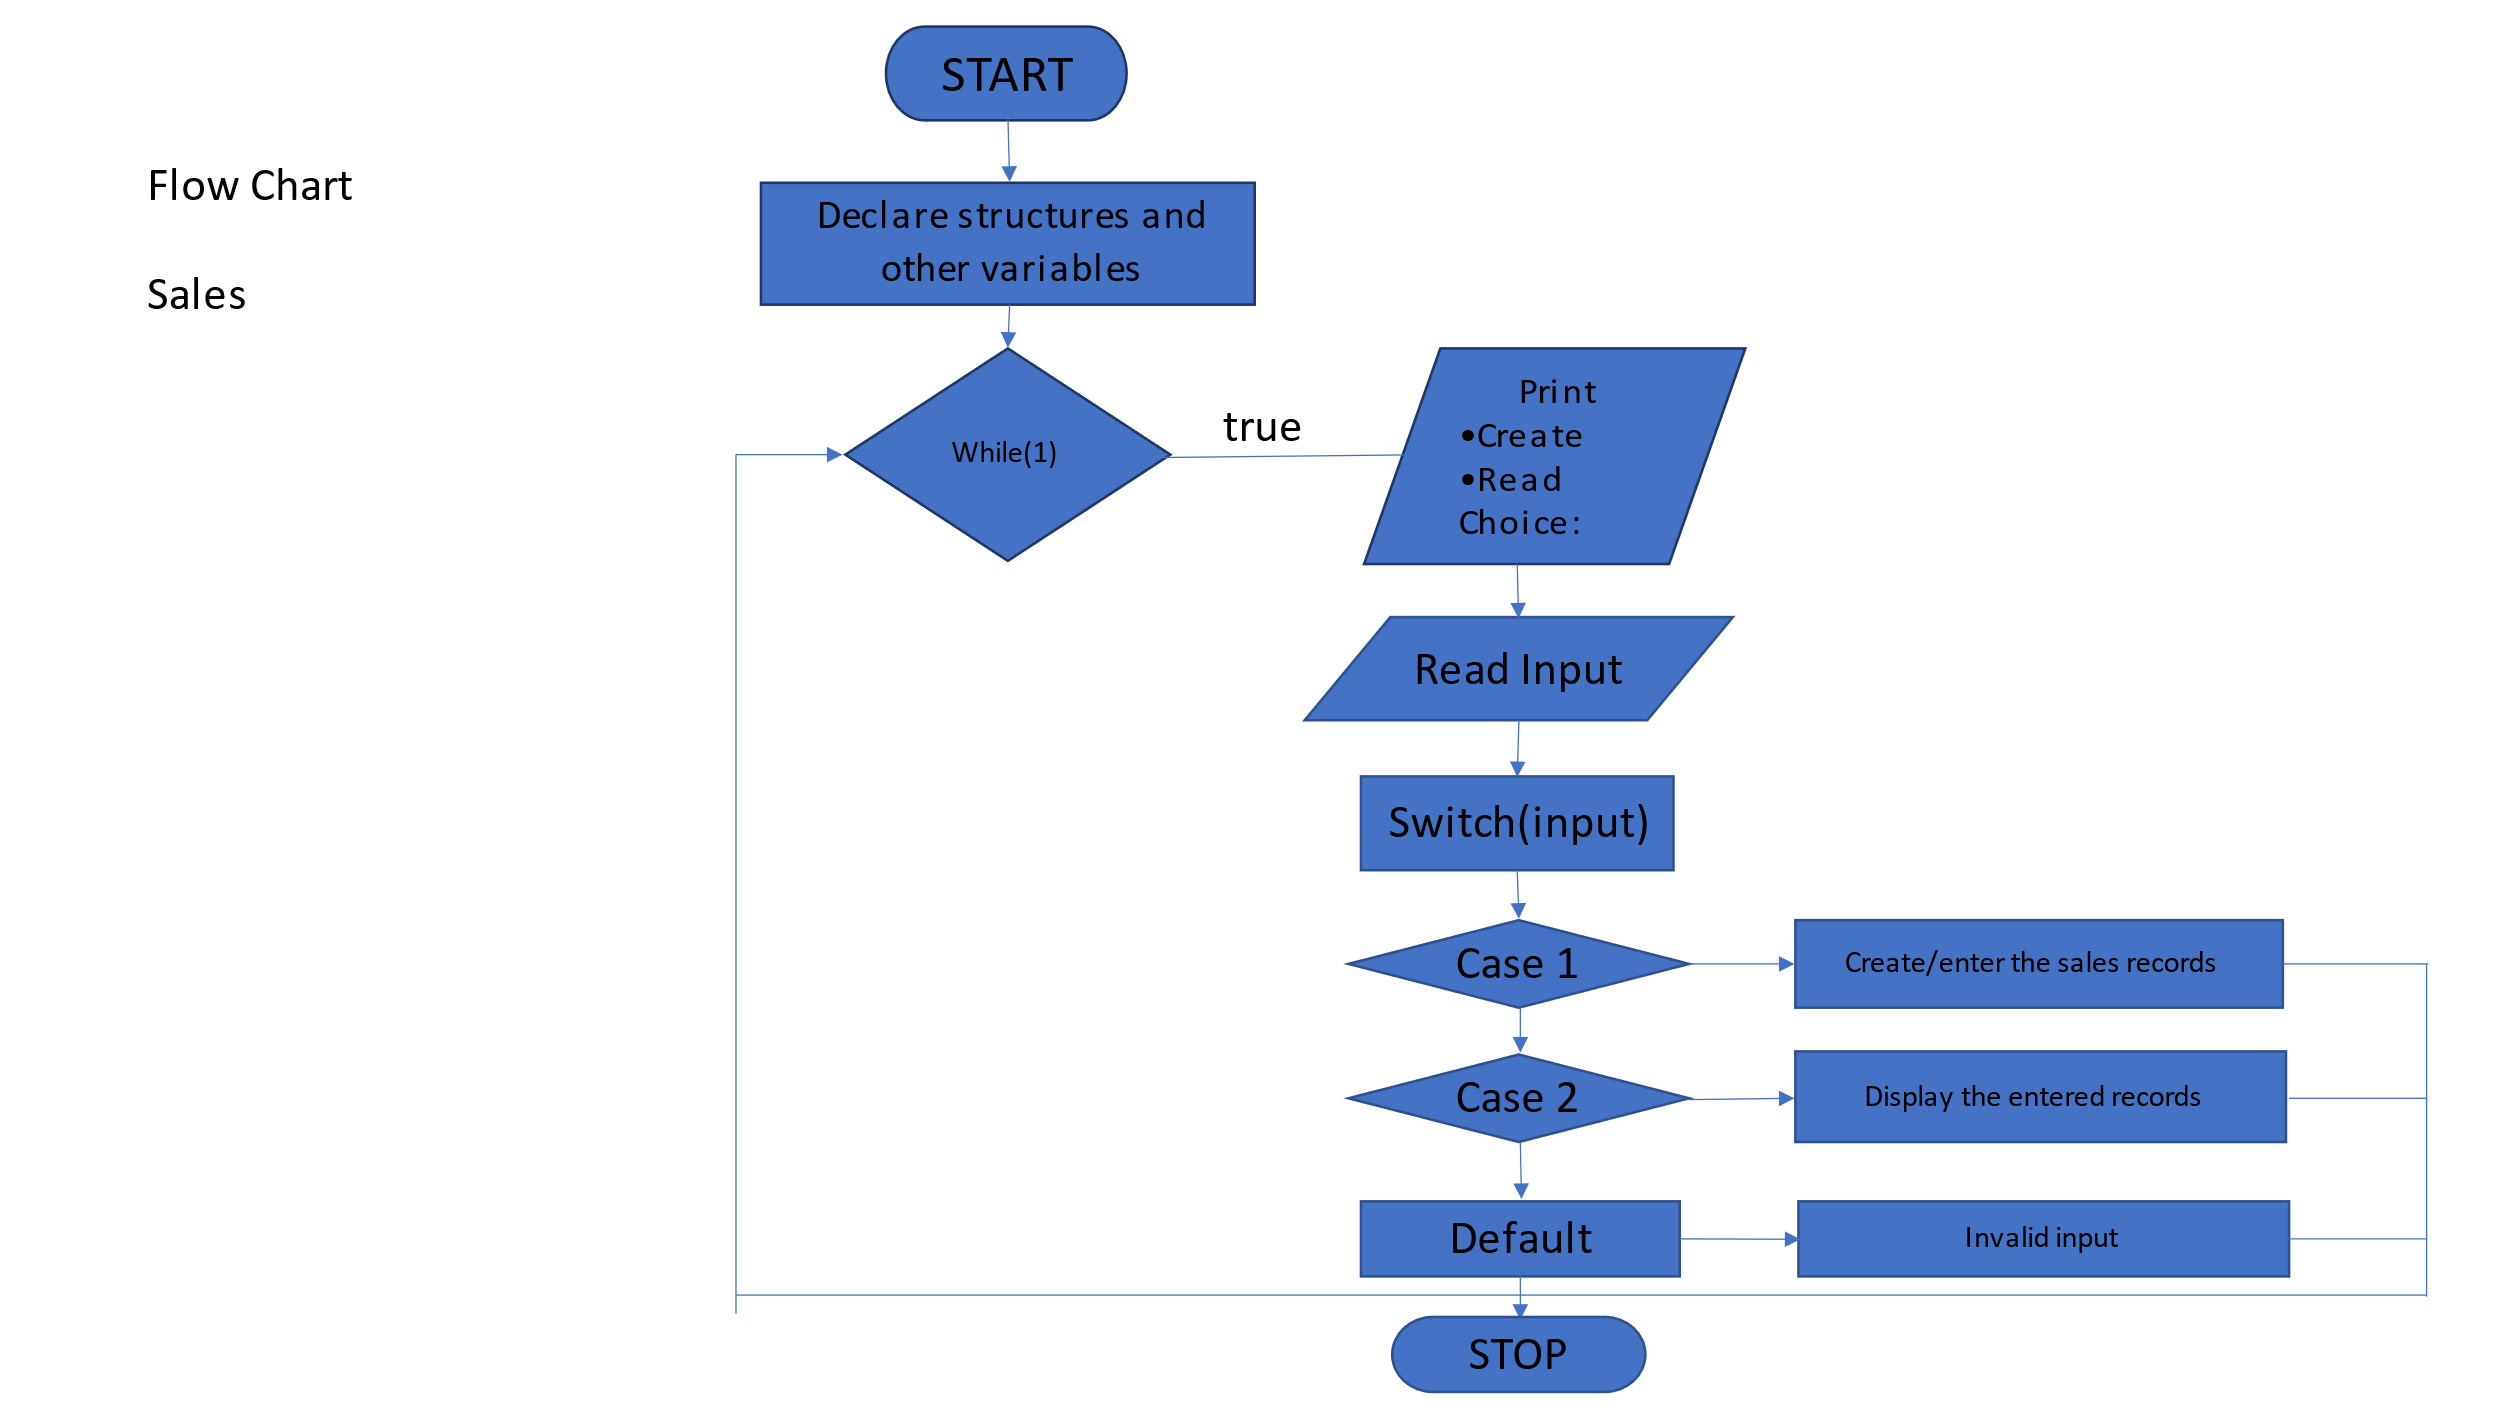 START
Flow Chart
Sales
Declare structures and
other variables
While(1)
true
Print
•Create
•Read
Choice:
Read Input
Switch(input)
Case 1
Create/enter the sales records
Case 2
Display the entered records
Default
Invalid input
STOP